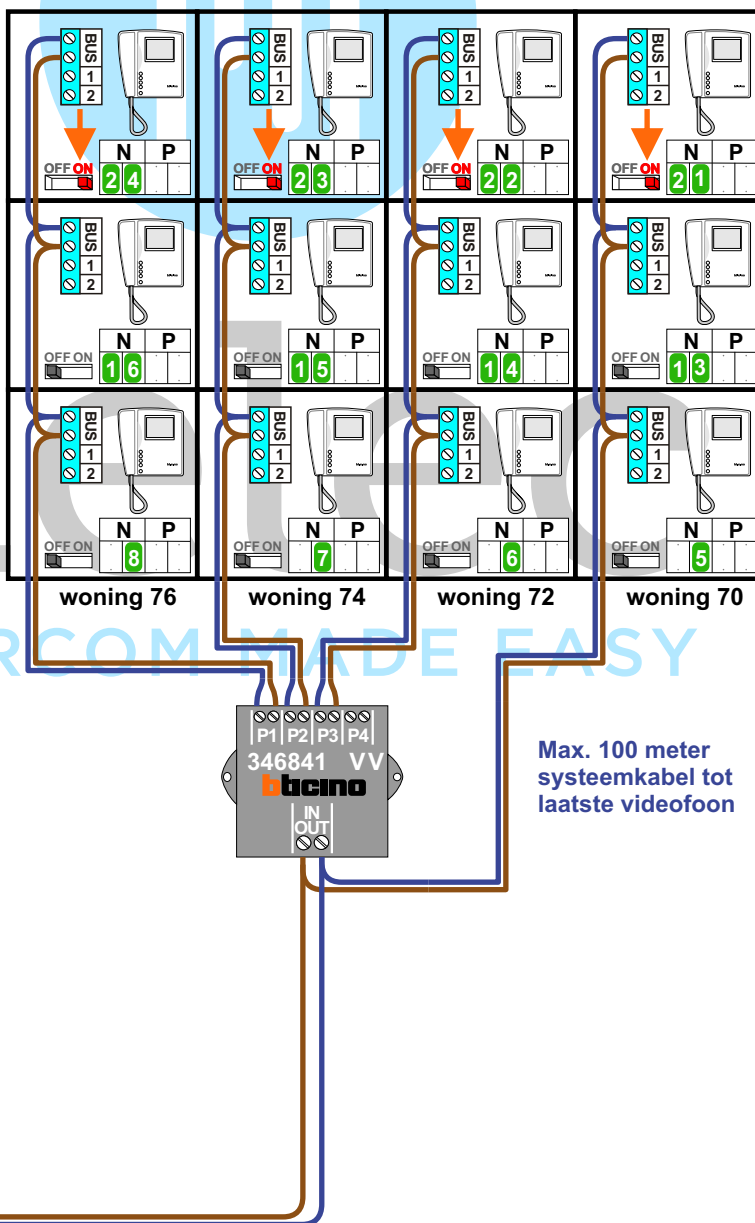 BUS 1 2 BUS 1 2 BUS 1 2 BUS 1 2
N P N P N P N P
OFF ON 2 4 OFF ON 2 3 OFF ON 2 2 OFF ON 2 1
BUS 1 2 BUS 1 2 BUS 1 2 BUS 1 2
N P N P N P N P
OFF ON 1 6 OFF ON 1 5 OFF ON 1 4 OFF ON 1 3
BUS 1 2 BUS 1 2 BUS 1 2 BUS 1 2
N P N P N P N P
OFF ON 8 OFF ON 7 OFF ON 6 OFF ON 5
elec
woning 76 woning 74 woning 72 woning 70
RCOM MADE EASY
P1 P2 P3 P4
346841 VV
bticino
IN
OUT
Max. 100 meter
systeemkabel tot
laatste videofoon